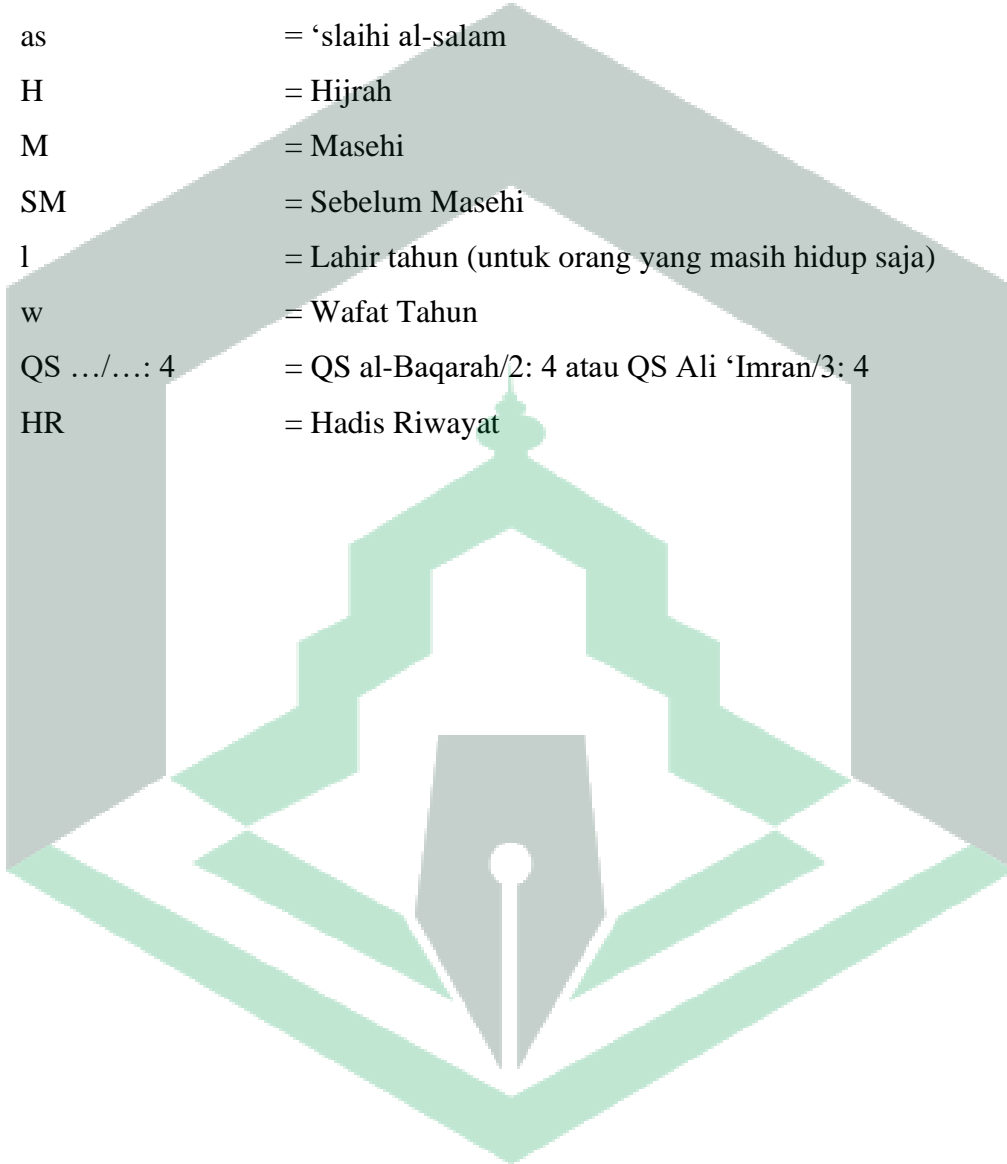 as = ‘slaihi al-salam
H = Hijrah
M = Masehi
SM = Sebelum Masehi
l = Lahir tahun (untuk orang yang masih hidup saja)
w = Wafat Tahun
QS …/…: 4 = QS al-Baqarah/2: 4 atau QS Ali ‘Imran/3: 4
HR = Hadis Riwayat